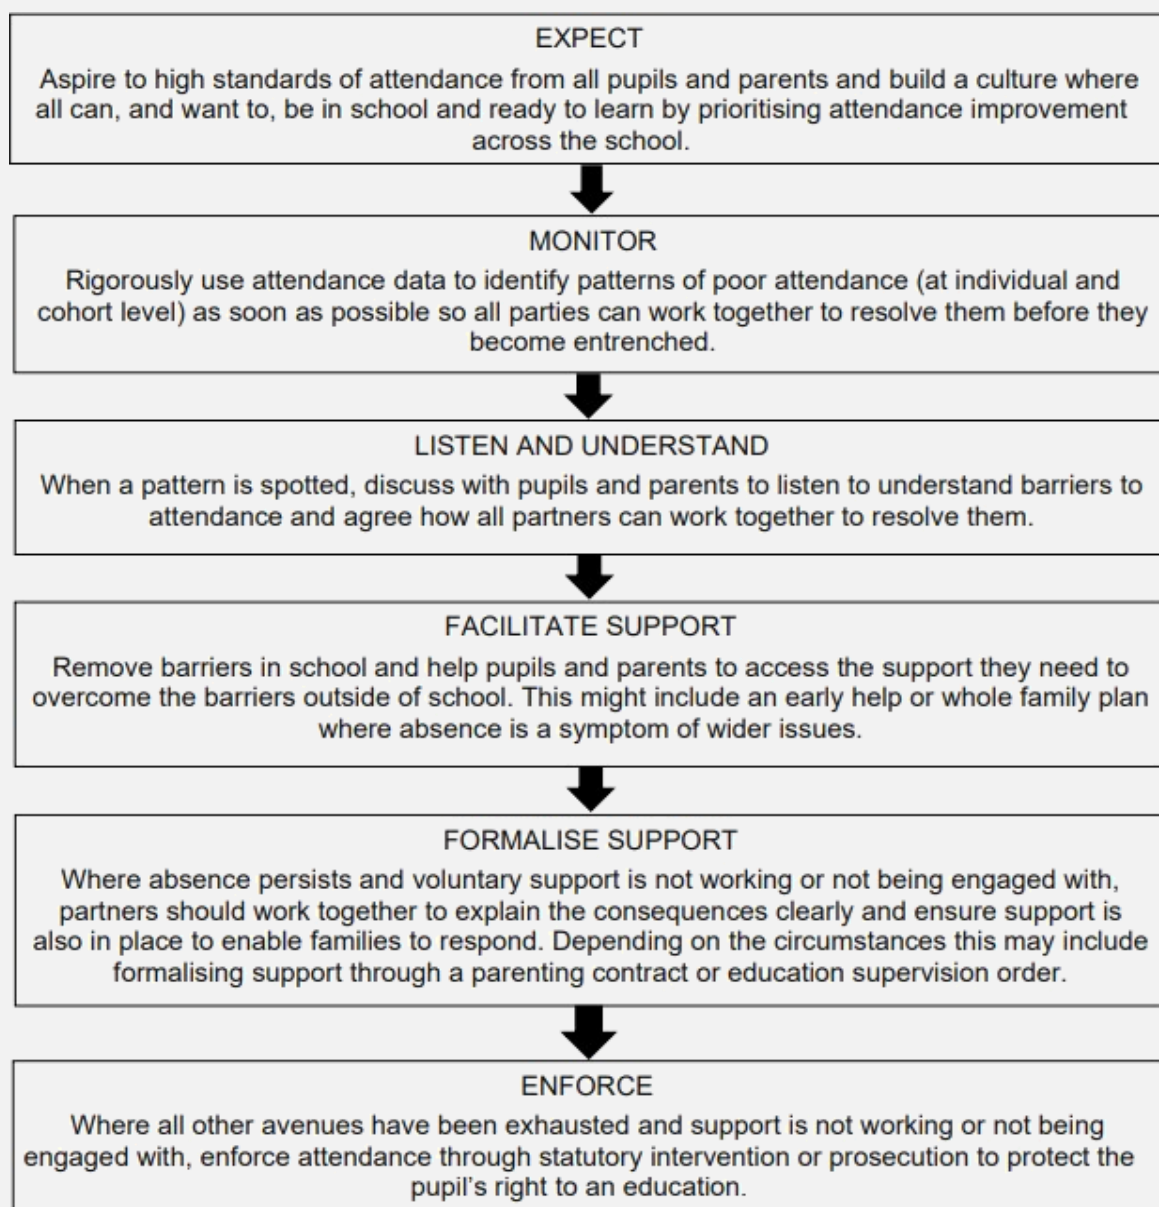 EXPECT
Aspire to high standards of attendance from all pupils and parents and build a culture where
all can, and want to, be in school and ready to learn by prioritising attendance improvement
across the school.
MONITOR
Rigorously use attendance data to identify patterns of poor attendance (at individual and
cohort level) as soon as possible so all parties can work together to resolve them before they
become entrenched.
LISTEN AND UNDERSTAND
When a pattern is spotted, discuss with pupils and parents to listen to understand barriers to
attendance and agree how all partners can work together to resolve them.
FACILITATE SUPPORT
Remove barriers in school and help pupils and parents to access the support they need to
overcome the barriers outside of school. This might include an early help or whole family plan
where absence is a symptom of wider issues.
FORMALISE SUPPORT
Where absence persists and voluntary support is not working or not being engaged with,
partners should work together to explain the consequences clearly and ensure support is
also in place to enable families to respond. Depending on the circumstances this may include
formalising support through a parenting contract or education supervision order.
ENFORCE
Where all other avenues have been exhausted and support is not working or not being
engaged with, enforce attendance through statutory intervention or prosecution to protect the
pupil's right to an education.